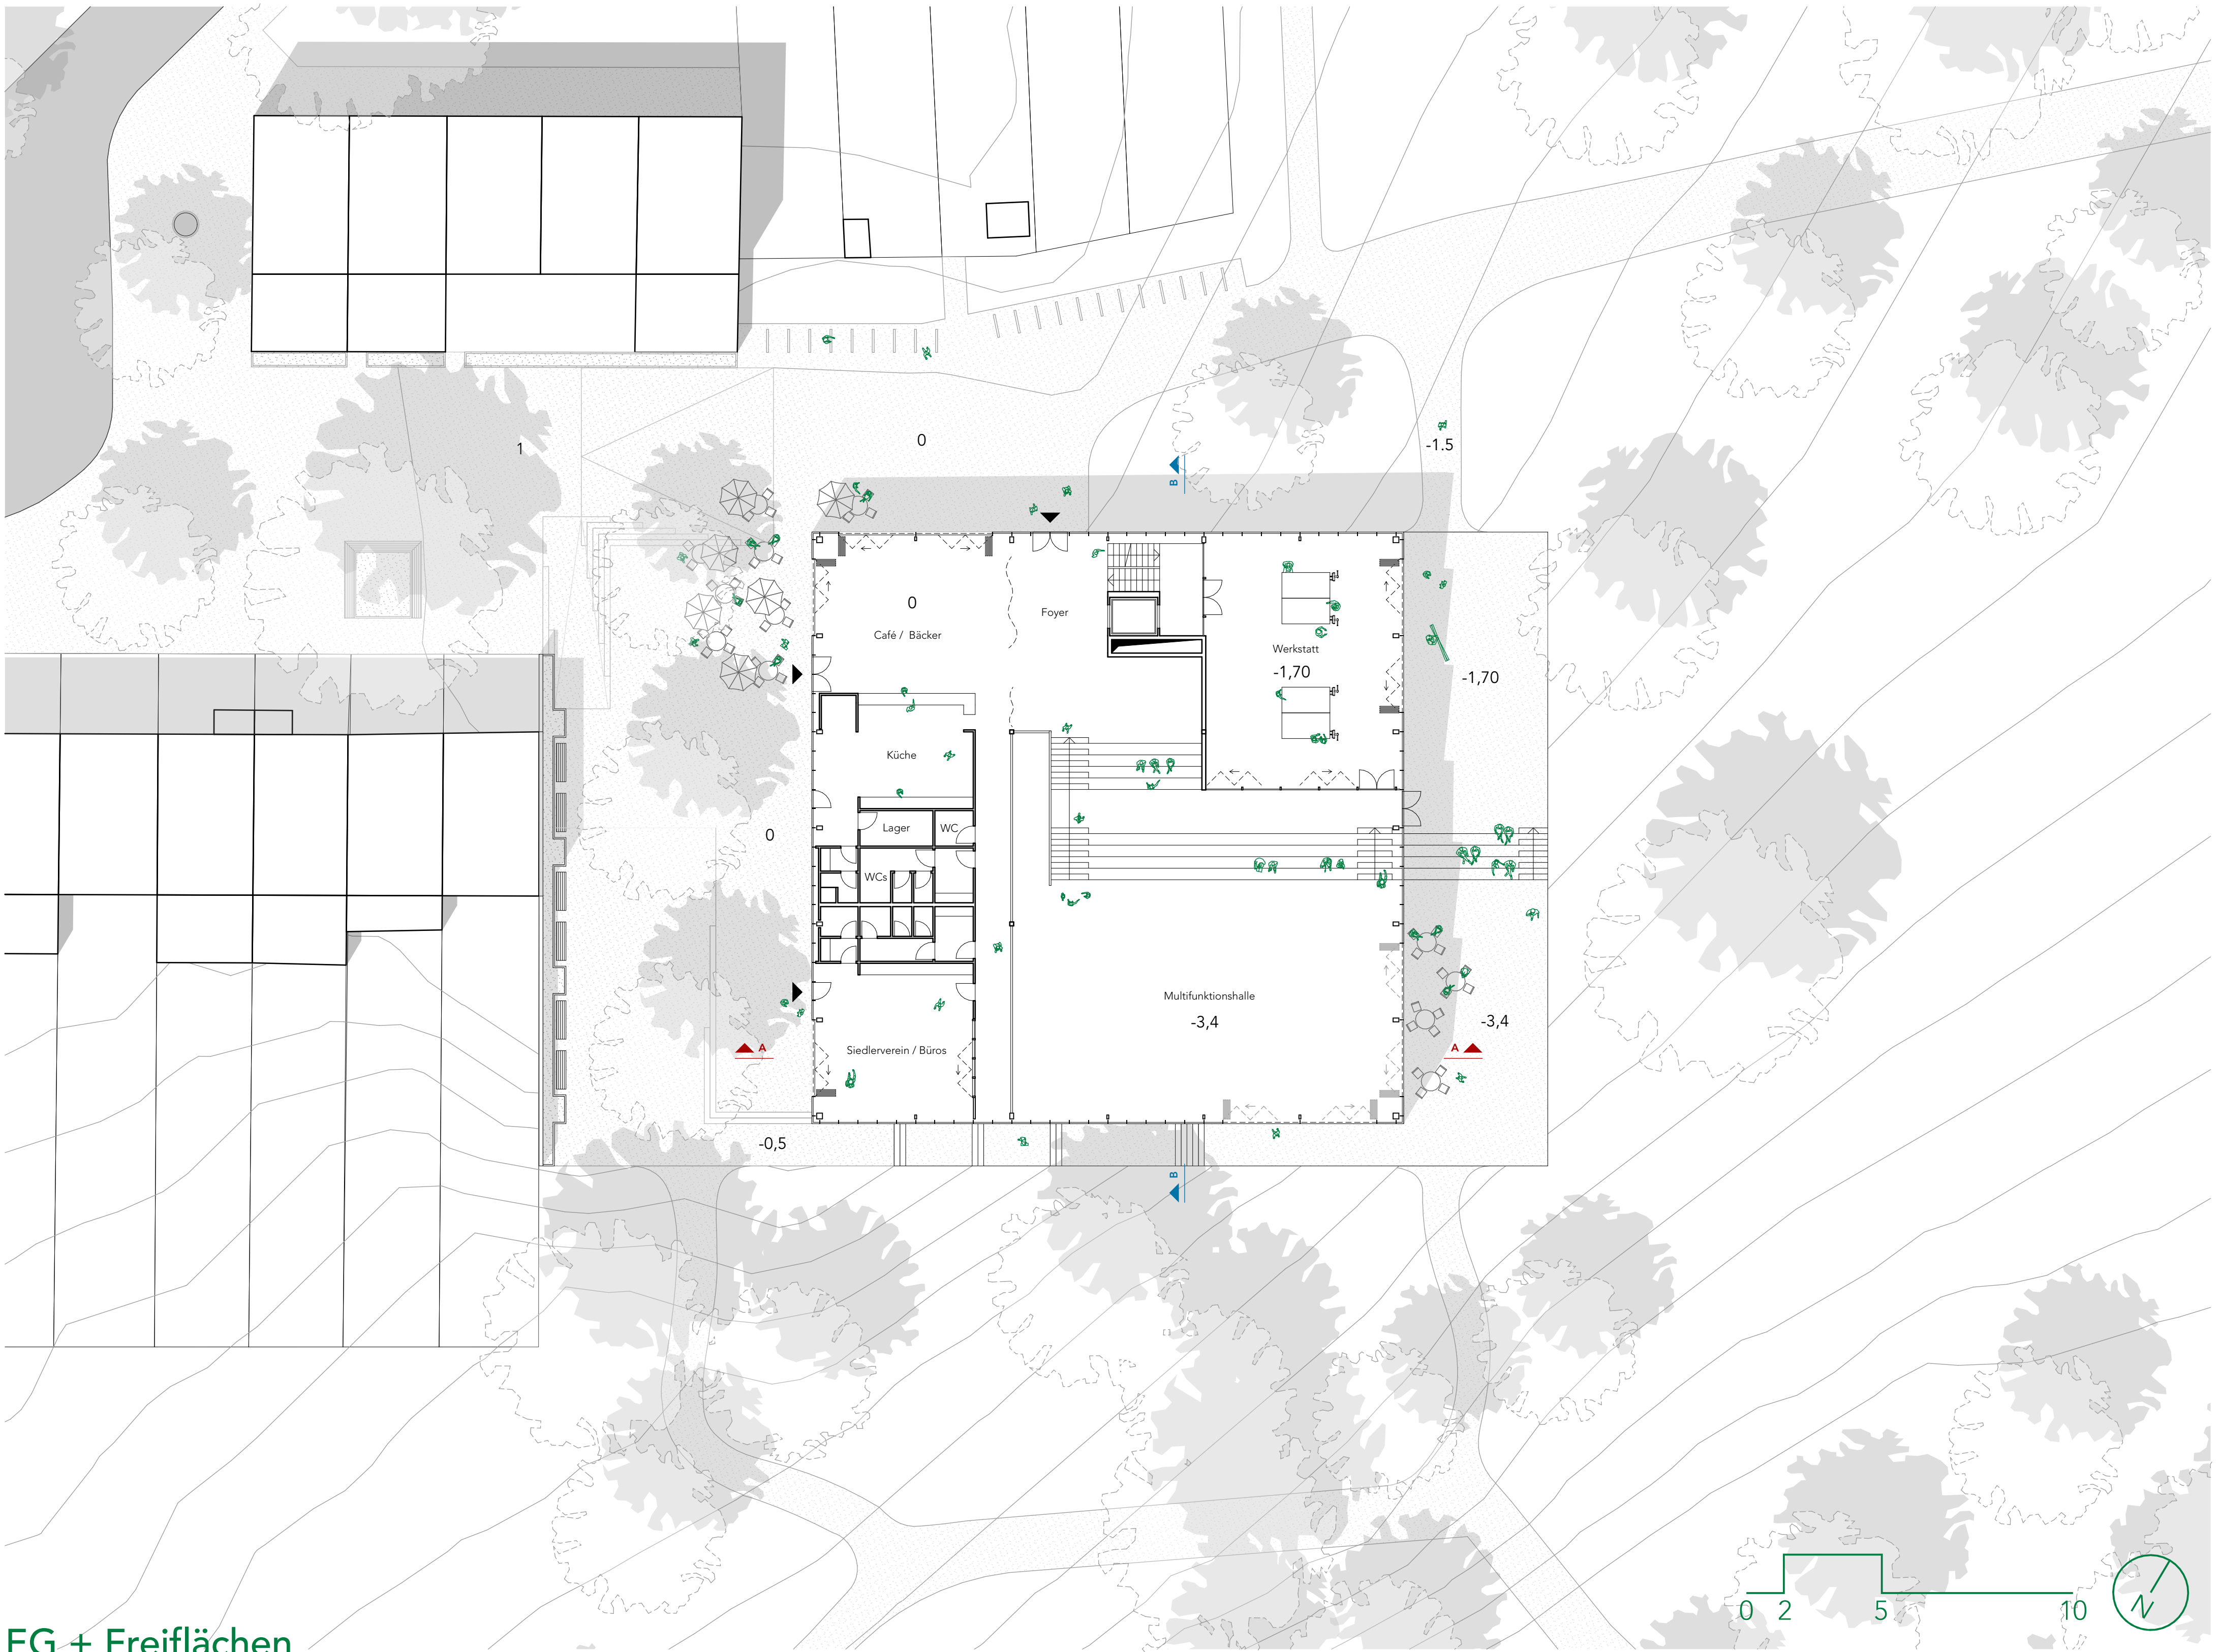 0
1
-1.5
B
0
Foyer
Café / Bäcker
Werkstatt
-1,70
-1,70
Küche
Lager
WC
0
WCs
Multifunktionshalle
-3,4
-3,4
A
Siedlerverein / Büros
A
-0,5
B
0 2 5 10
N
EG + Freiflächen